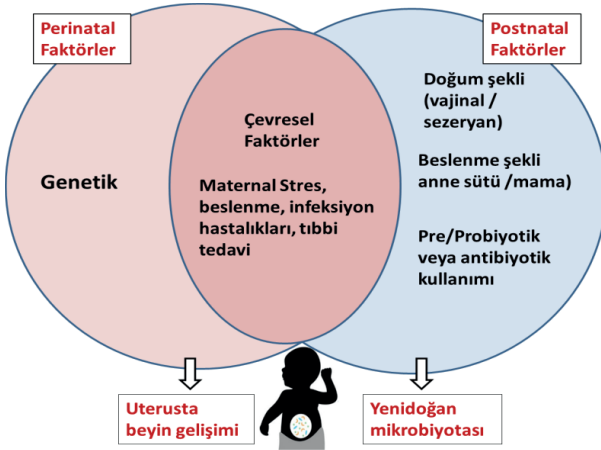 Perinatal
Faktörler
Postnatal
Faktörler
Genetik
Çevresel
Faktörler
Maternal Stres,
beslenme, infeksiyon
hastalıkları, tıbbi
tedavi
Doğum şekli
(vajinal /
sezeryan)
Beslenme şekli
anne sütü /mama)
Pre/Probiyotik
veya antibiyotik
kullanımı
Uterusta
beyin gelişimi
Yenidoğan
mikrobiyotası